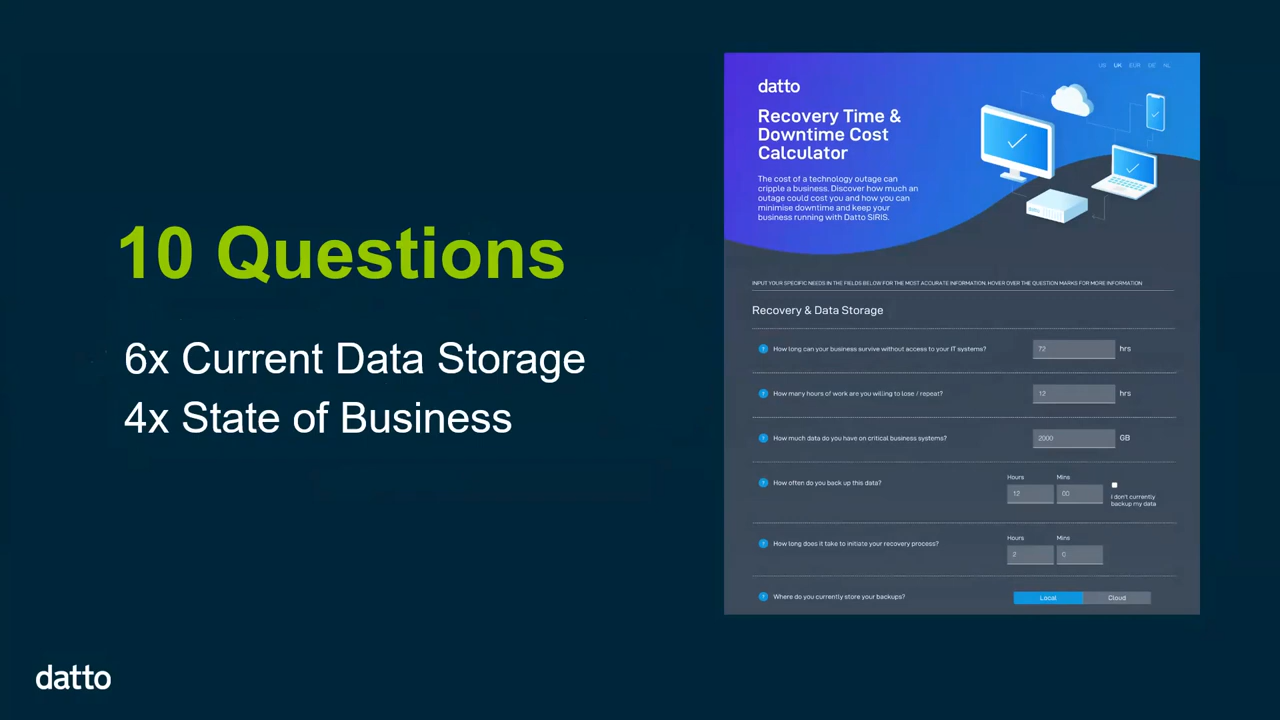 10 Questions
6x Current Data Storage
4x State of Business
datto
US UK EUR DE NL
datto
Recovery Time &
Downtime Cost
Calculator
The cost of a technology outage can
cripple a business. Discover how much an
outage could cost you and how you can
minimise downtime and keep your
business running with Datto SIRIS.
INPUT YOUR SPECIFIC NEEDS IN THE FIELDS BELOW FOR THE MOST ACCURATE INFORMATION. HOVER OVER THE QUESTION MARKS FOR MORE INFORMATION
Recovery & Data Storage
? How long can your business survive without access to your IT systems? 72 hrs
? How many hours of work are you willing to lose / repeat? 12 hrs
? How much data do you have on critical business systems? 2000 GB
Hours Mins
? How often do you back up this data? 12 00
I don't currently
backup my data
Hours Mins
? How long does it take to initiate your recovery process? 2 0
? Where do you currently store your backups? Local Cloud